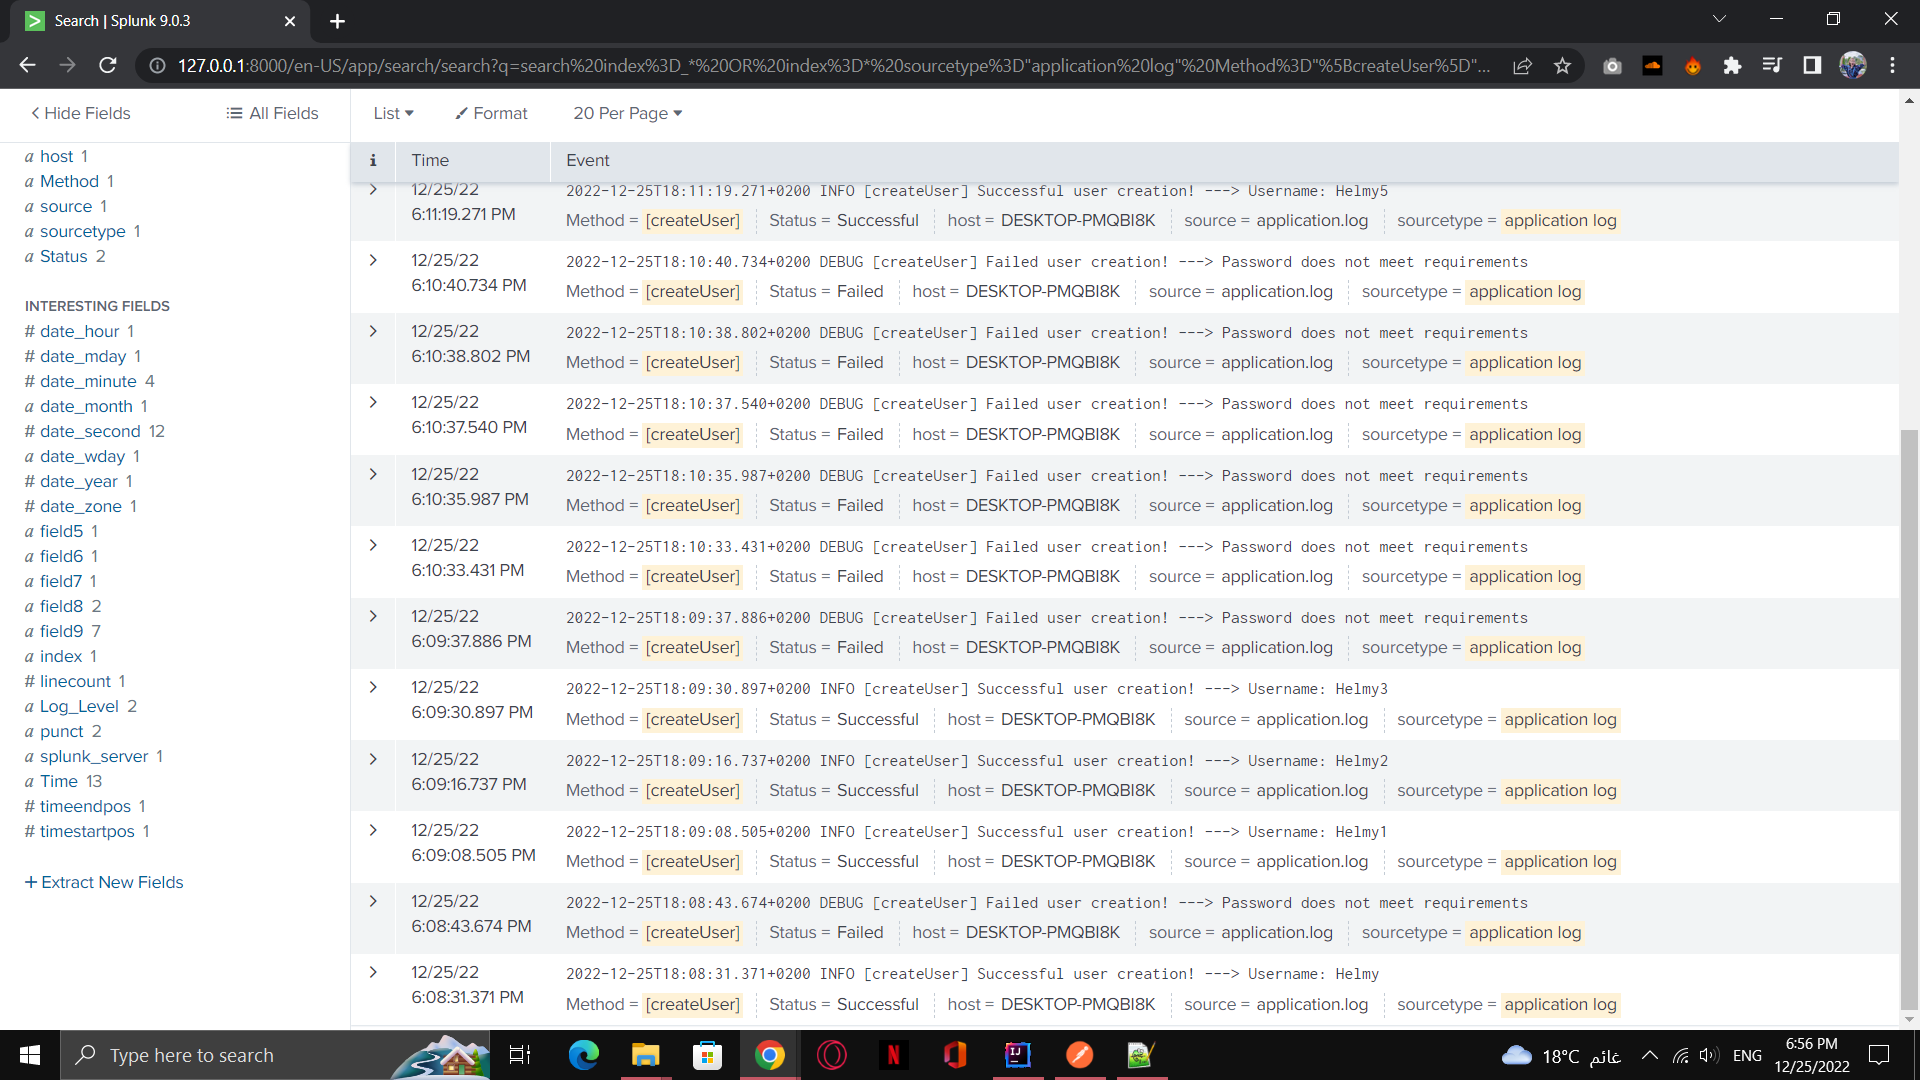 Search | Splunk 9.0.3
127.0.0.1:8000/en-US/app/search/search?q=search%20index%3D_*%20OR%20index%3D*%20sourcetype%3D"application%20log"%20Method%3D"%5BcreateUser%5D"...
Hide Fields
All Fields
List
Format
20 Per Page
a host 1
a Method 1
a source 1
a sourcetype 1
a Status 2
INTERESTING FIELDS
# date_hour 1
# date_mday 1
# date_minute 4
a date_month 1
# date_second 12
a date_wday 1
# date_year 1
# date_zone 1
a field5 1
a field6 1
a field7 1
a field8 2
a field9 7
a index 1
# linecount 1
a Log_Level 2
a punct 2
a splunk_server 1
a Time 13
# timeendpos 1
# timestartpos 1
+ Extract New Fields
i Time Event
12/25/22
6:11:19.271 PM
2022-12-25T18:11:19.271+0200 INFO [createUser] Successful user creation! ---> Username: Helmy5
Method = [createUser] Status = Successful host = DESKTOP-PMQBI8K source = application.log sourcetype = application log
12/25/22
6:10:40.734 PM
2022-12-25T18:10:40.734+0200 DEBUG [createUser] Failed user creation! ---> Password does not meet requirements
Method = [createUser] Status = Failed host = DESKTOP-PMQBI8K source = application.log sourcetype = application log
12/25/22
6:10:38.802 PM
2022-12-25T18:10:38.802+0200 DEBUG [createUser] Failed user creation! ---> Password does not meet requirements
Method = [createUser] Status = Failed host = DESKTOP-PMQBI8K source = application.log sourcetype = application log
12/25/22
6:10:37.540 PM
2022-12-25T18:10:37.540+0200 DEBUG [createUser] Failed user creation! ---> Password does not meet requirements
Method = [createUser] Status = Failed host = DESKTOP-PMQBI8K source = application.log sourcetype = application log
12/25/22
6:10:35.987 PM
2022-12-25T18:10:35.987+0200 DEBUG [createUser] Failed user creation! ---> Password does not meet requirements
Method = [createUser] Status = Failed host = DESKTOP-PMQBI8K source = application.log sourcetype = application log
12/25/22
6:10:33.431 PM
2022-12-25T18:10:33.431+0200 DEBUG [createUser] Failed user creation! ---> Password does not meet requirements
Method = [createUser] Status = Failed host = DESKTOP-PMQBI8K source = application.log sourcetype = application log
12/25/22
6:09:37.886 PM
2022-12-25T18:09:37.886+0200 DEBUG [createUser] Failed user creation! ---> Password does not meet requirements
Method = [createUser] Status = Failed host = DESKTOP-PMQBI8K source = application.log sourcetype = application log
12/25/22
6:09:30.897 PM
2022-12-25T18:09:30.897+0200 INFO [createUser] Successful user creation! ---> Username: Helmy3
Method = [createUser] Status = Successful host = DESKTOP-PMQBI8K source = application.log sourcetype = application log
12/25/22
6:09:16.737 PM
2022-12-25T18:09:16.737+0200 INFO [createUser] Successful user creation! ---> Username: Helmy2
Method = [createUser] Status = Successful host = DESKTOP-PMQBI8K source = application.log sourcetype = application log
12/25/22
6:09:08.505 PM
2022-12-25T18:09:08.505+0200 INFO [createUser] Successful user creation! ---> Username: Helmy1
Method = [createUser] Status = Successful host = DESKTOP-PMQBI8K source = application.log sourcetype = application log
12/25/22
6:08:43.674 PM
2022-12-25T18:08:43.674+0200 DEBUG [createUser] Failed user creation! ---> Password does not meet requirements
Method = [createUser] Status = Failed host = DESKTOP-PMQBI8K source = application.log sourcetype = application log
12/25/22
6:08:31.371 PM
2022-12-25T18:08:31.371+0200 INFO [createUser] Successful user creation! ---> Username: Helmy
Method = [createUser] Status = Successful host = DESKTOP-PMQBI8K source = application.log sourcetype = application log
Type here to search
N
IJ
18°C غائم
ENG
6:56 PM
12/25/2022